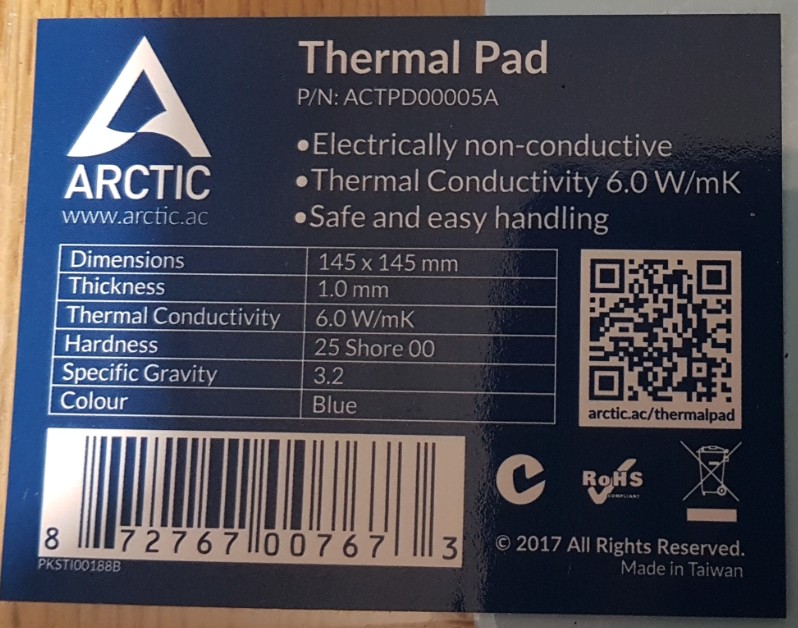 ARCTIC
www.arctic.ac
Thermal Pad
P/N: ACTPD00005A
•Electrically non-conductive
•Thermal Conductivity 6.0 W/mK
•Safe and easy handling
Dimensions 145 x 145 mm
Thickness 1.0 mm
Thermal Conductivity 6.0 W/mK
Hardness 25 Shore 00
Specific Gravity 3.2
Colour Blue
arctic.ac/thermalpad
8 72767 00767 3
PKSTI00188B
RoHS
COMPLIANT
© 2017 All Rights Reserved.
Made in Taiwan